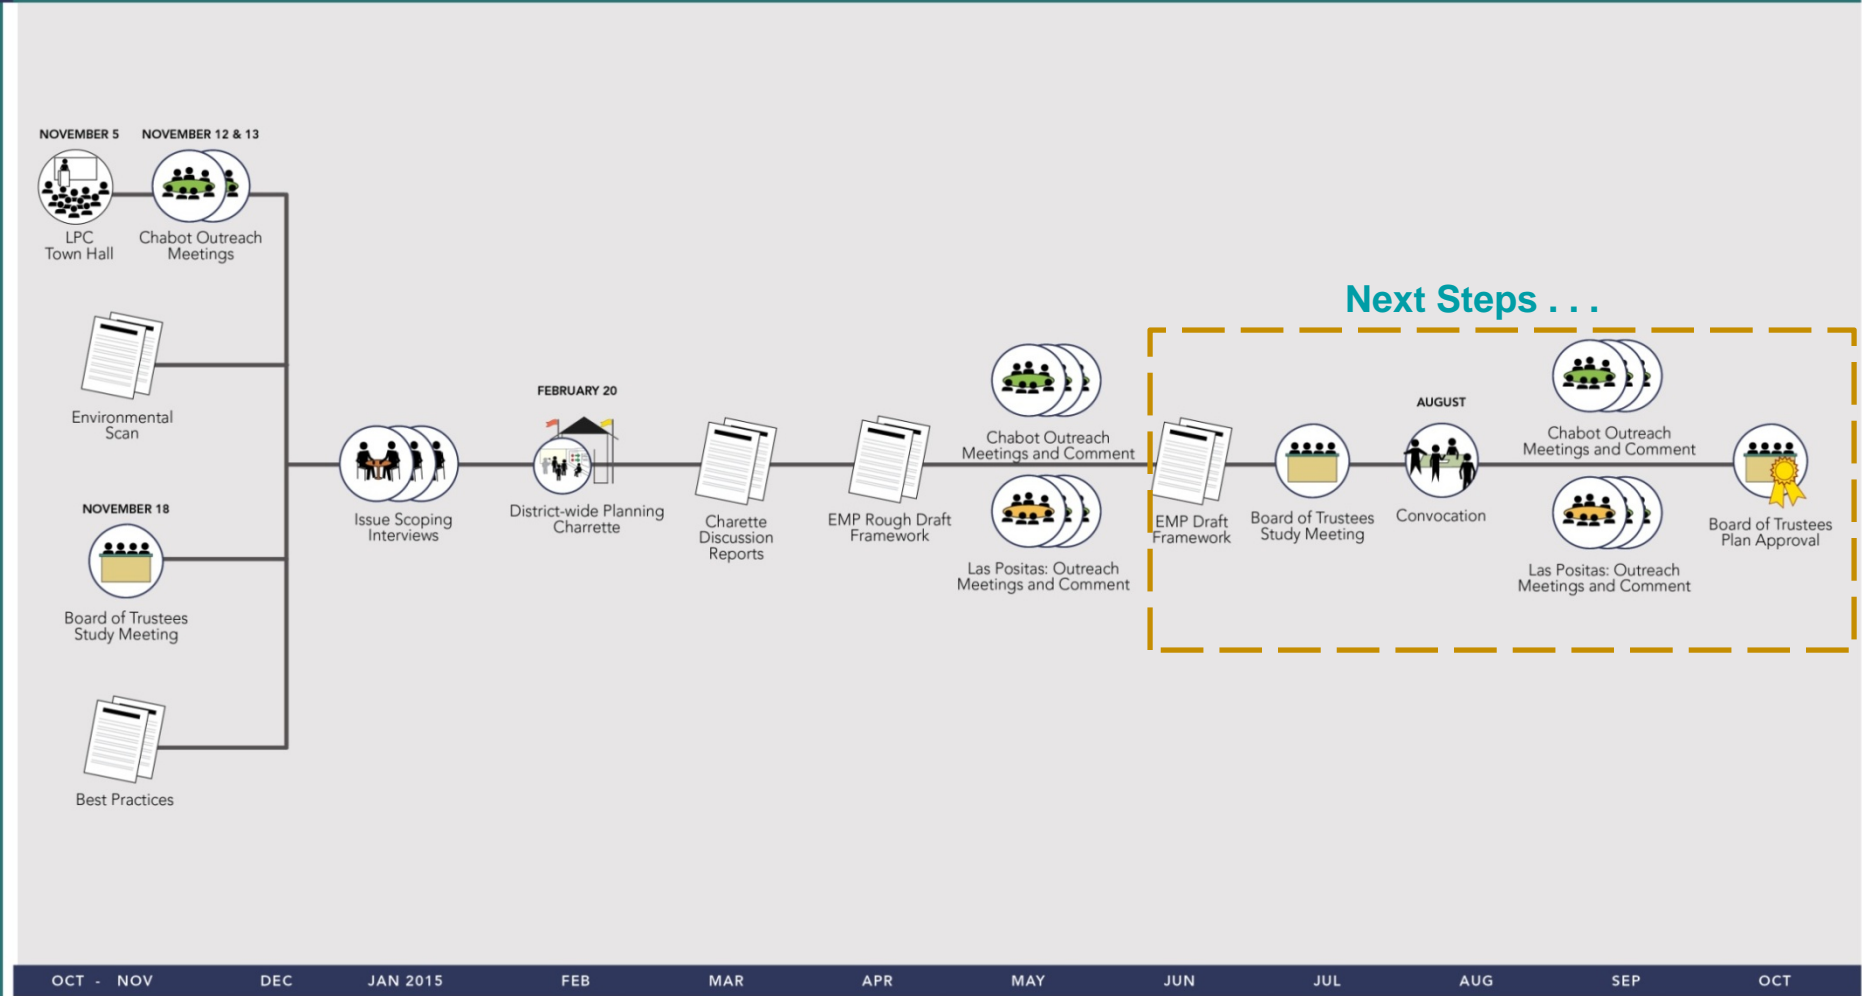 NOVEMBER 5
NOVEMBER 12 & 13
LPC
Town Hall
Chabot Outreach
Meetings
Environmental
Scan
NOVEMBER 18
Board of Trustees
Study Meeting
Best Practices
Issue Scoping
Interviews
FEBRUARY 20
District-wide Planning
Charrette
Charette
Discussion
Reports
EMP Rough Draft
Framework
Chabot Outreach
Meetings and Comment
Las Positas: Outreach
Meetings and Comment
Next Steps . . .
EMP Draft
Framework
Board of Trustees
Study Meeting
AUGUST
Convocation
Chabot Outreach
Meetings and Comment
Las Positas: Outreach
Meetings and Comment
Board of Trustees
Plan Approval
OCT - NOV DEC JAN 2015 FEB MAR APR MAY JUN JUL AUG SEP OCT